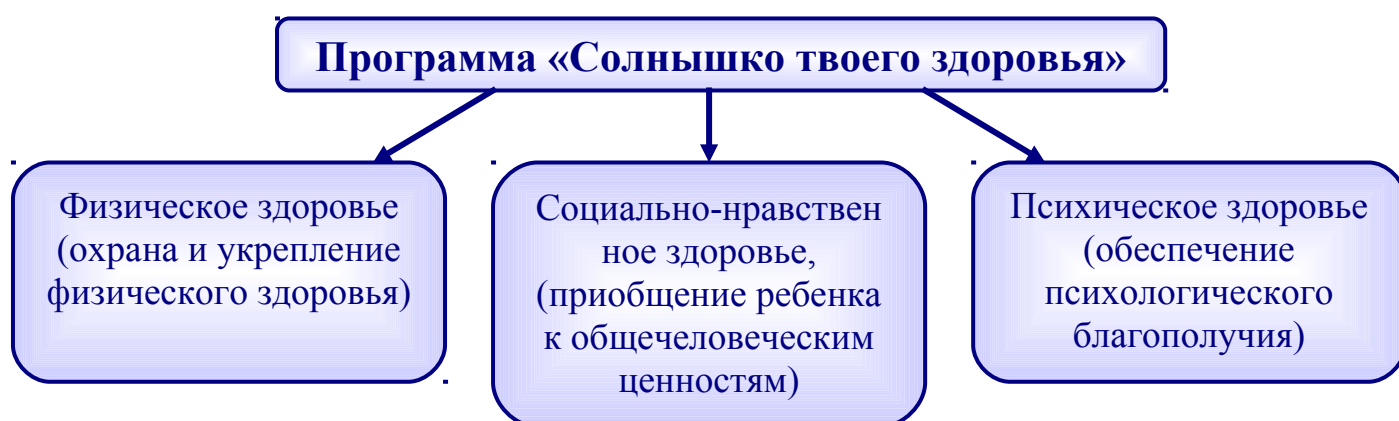 Программа «Солнышко твоего здоровья»
Физическое здоровье
(охрана и укрепление
физического здоровья)
Социально-нравствен
ное здоровье,
(приобщение ребенка
к общечеловеческим
ценностям)
Психическое здоровье
(обеспечение
психологического
благополучия)